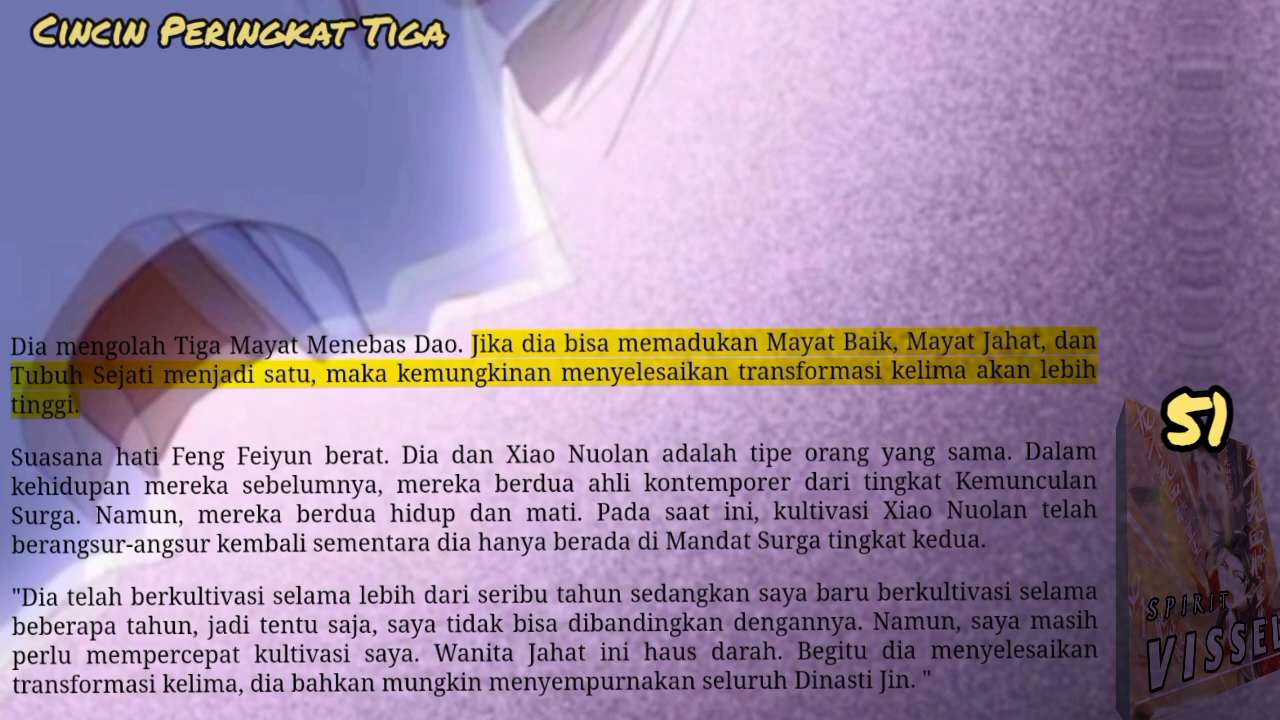 Cincin Peringkat Tiga
Dia mengolah Tiga Mayat Menebas Dao. Jika dia bisa memadukan Mayat Baik, Mayat Jahat, dan
Tubuh Sejati menjadi satu, maka kemungkinan menyelesaikan transformasi kelima akan lebih
tinggi.
Suasana hati Feng Feiyun berat. Dia dan Xiao Nuolan adalah tipe orang yang sama. Dalam
kehidupan mereka sebelumnya, mereka berdua ahli kontemporer dari tingkat Kemunculan
Surga. Namun, mereka berdua hidup dan mati. Pada saat ini, kultivasi Xiao Nuolan telah
berangsur-angsur kembali sementara dia hanya berada di Mandat Surga tingkat kedua.
"Dia telah berkultivasi selama lebih dari seribu tahun sedangkan saya baru berkultivasi selama
beberapa tahun, jadi tentu saja, saya tidak bisa dibandingkan dengannya. Namun, saya masih
perlu mempercepat kultivasi saya. Wanita Jahat ini haus darah. Begitu dia menyelesaikan
transformasi kelima, dia bahkan mungkin menyempurnakan seluruh Dinasti Jin. "
51
SPIRIT
VISSEL